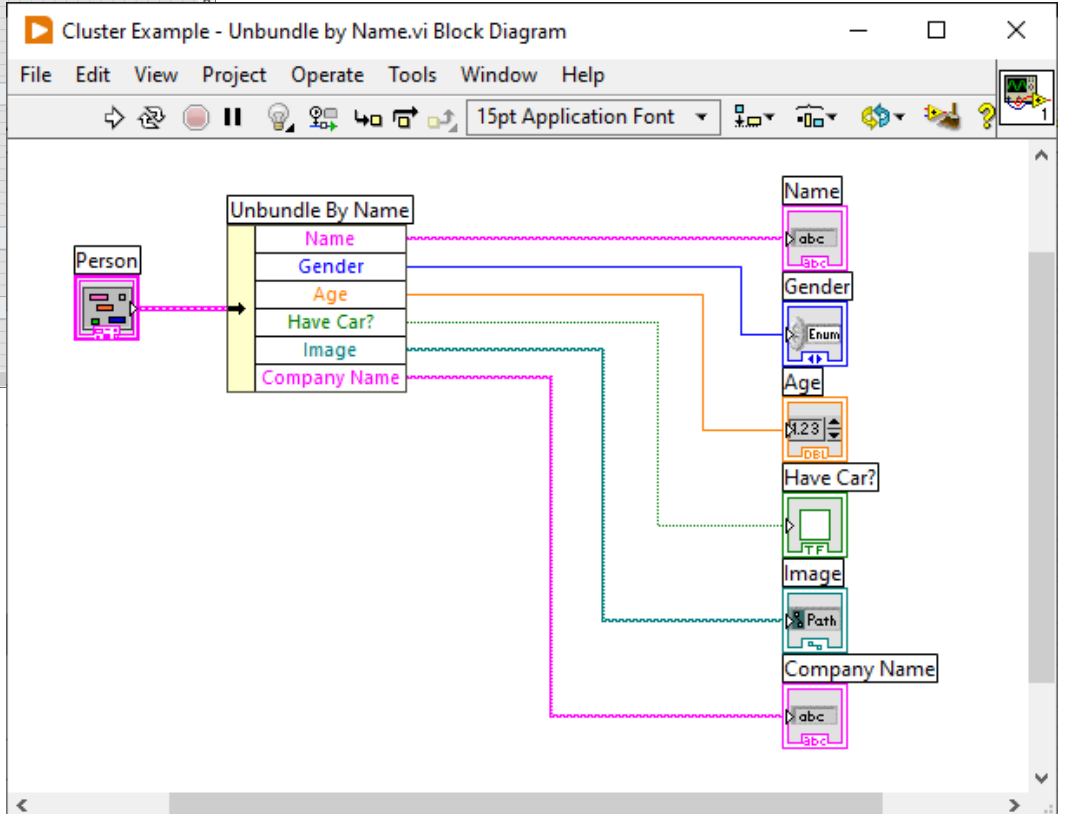 Cluster Example - Unbundle by Name.vi Block Diagram
File Edit View Project Operate Tools Window Help
15pt Application Font
1
Person
Unbundle By Name
Name
Gender
Age
Have Car?
Image
Company Name
Name
abc
abc
Gender
Enum
Age
1.23
DBL
Have Car?
TF
Image
Path
Company Name
abc
abc